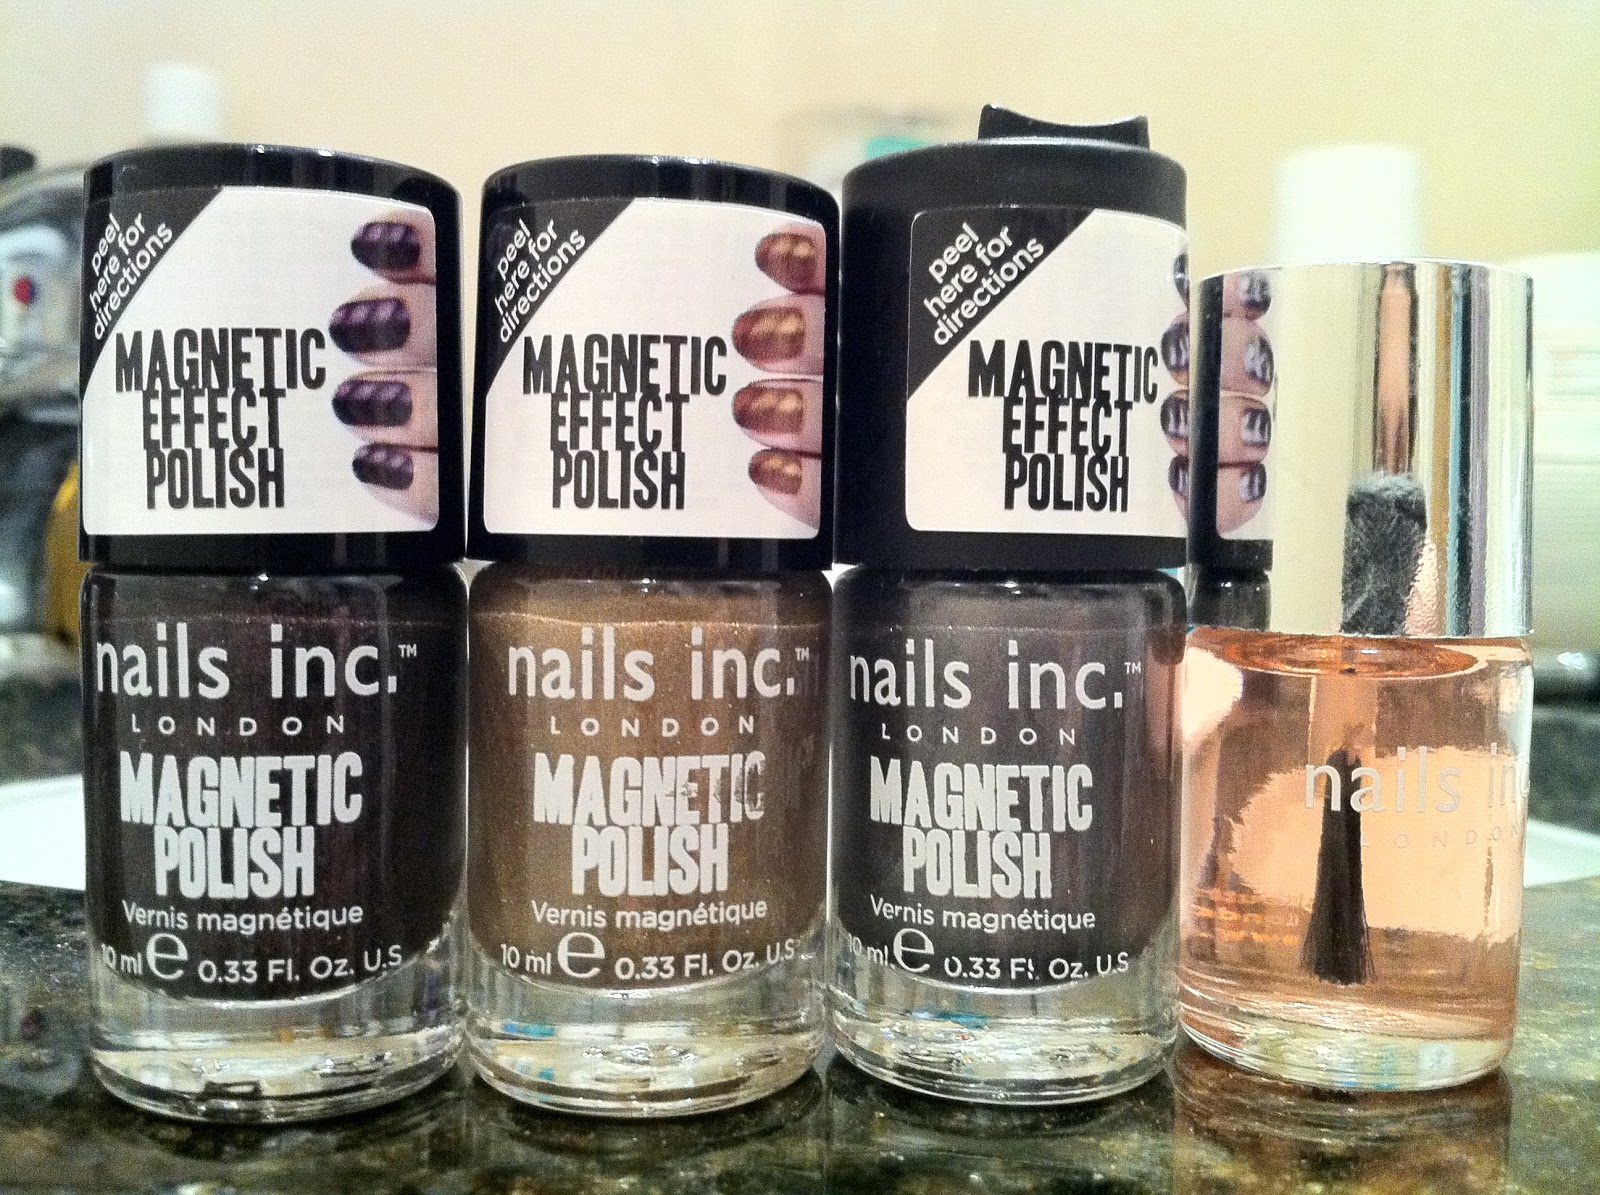 peel
here for
directions
MAGNETIC
EFFECT
POLISH
nails inc.™
LONDON
MAGNETIC
POLISH
Vernis magnétique
10 ml e 0.33 Fl. Oz. U.S
peel
here for
directions
MAGNETIC
EFFECT
POLISH
nails inc.™
LONDON
MAGNETIC
POLISH
Vernis magnétique
10 ml e 0.33 Fl. Oz. U.S
peel
here for
directions
MAGNETIC
EFFECT
POLISH
nails inc.™
LONDON
MAGNETIC
POLISH
Vernis magnétique
10 ml e 0.33 Fl. Oz. U.S
nails inc
LONDON